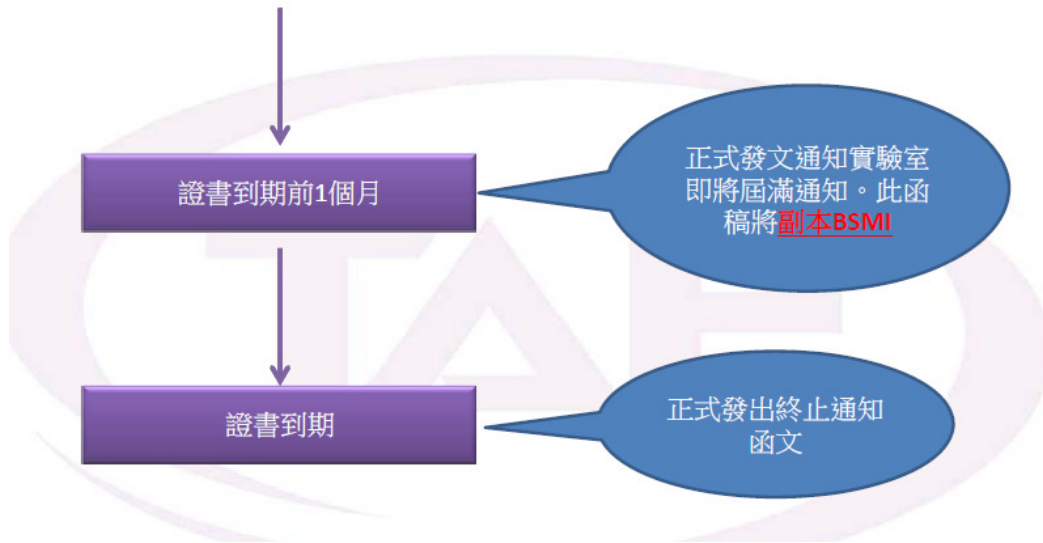 正式發文通知實驗室
即將屆滿通知。此函
稿將副本BSMI
證書到期前1個月
正式發出終止通知
函文
證書到期
TAF